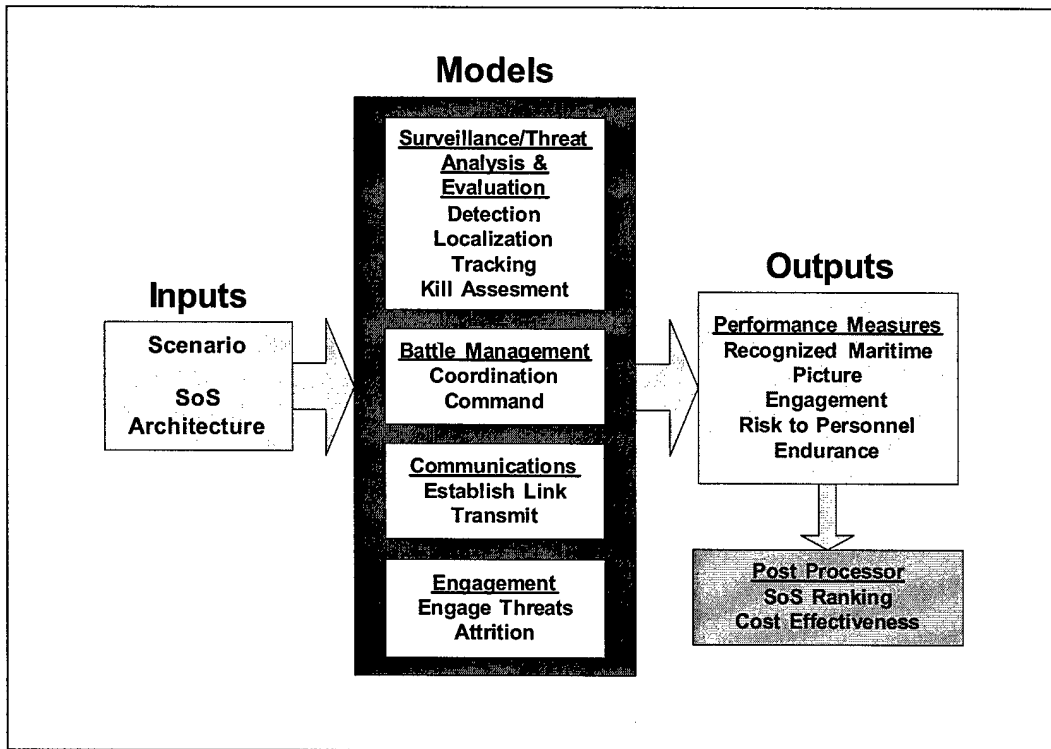 Models
Surveillance/Threat
Analysis &
Evaluation
Detection
Localization
Tracking
Kill Assesment
Battle Management
Coordination
Command
Communications
Establish Link
Transmit
Engagement
Engage Threats
Attrition
Inputs
Scenario
SoS
Architecture
Outputs
Performance Measures
Recognized Maritime
Picture
Engagement
Risk to Personnel
Endurance
Post Processor
SoS Ranking
Cost Effectiveness